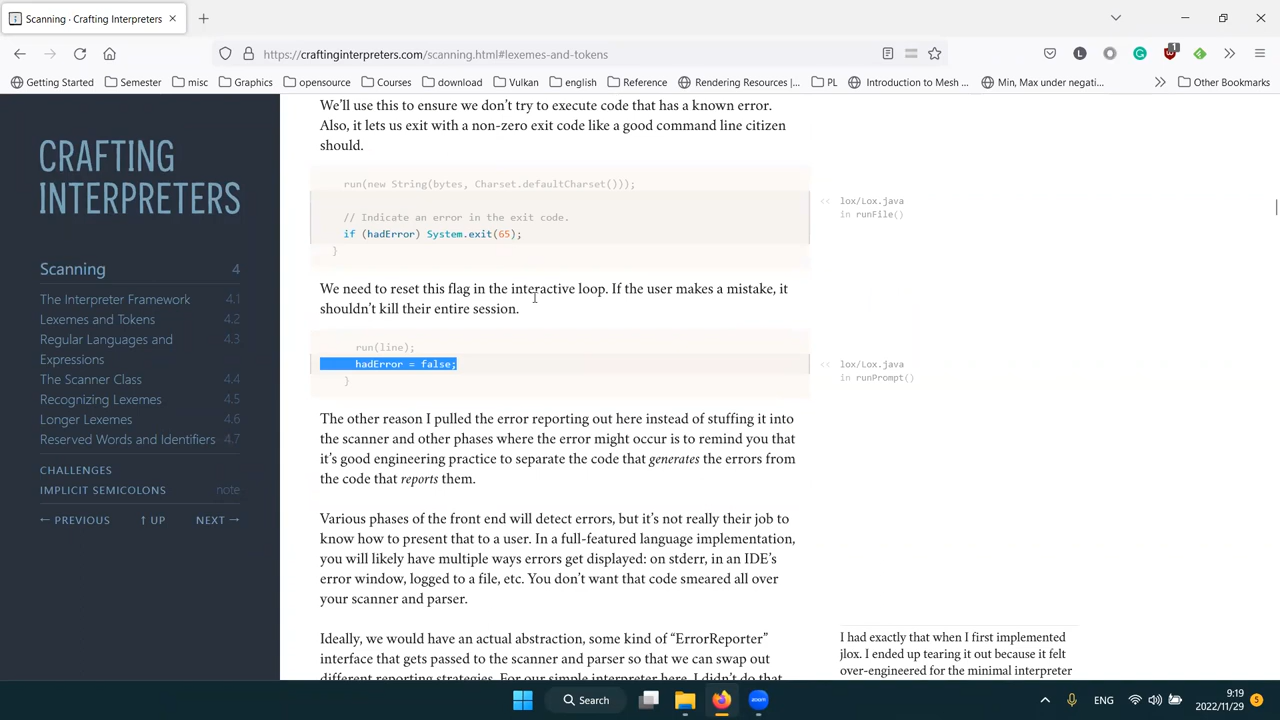 Scanning · Crafting Interpreters
https://craftinginterpreters.com/scanning.html#lexemes-and-tokens
1
Getting Started Semester misc Graphics opensource Courses download Vulkan english Reference Rendering Resources |... PL Introduction to Mesh ... Min, Max under negati... Other Bookmarks
We'll use this to ensure we don't try to execute code that has a known error.
Also, it lets us exit with a non-zero exit code like a good command line citizen
should.
CRAFTING
INTERPRETERS
Scanning 4
The Interpreter Framework 4.1
Lexemes and Tokens 4.2
Regular Languages and 4.3
Expressions
The Scanner Class 4.4
Recognizing Lexemes 4.5
Longer Lexemes 4.6
Reserved Words and Identifiers 4.7
CHALLENGES
IMPLICIT SEMICOLONS note
← PREVIOUS ↑ UP NEXT →
run(new String(bytes, Charset.defaultCharset()));
// Indicate an error in the exit code.
if (hadError) System.exit(65);
}
<< lox/Lox.java
in runFile()
We need to reset this flag in the interactive loop. If the user makes a mistake, it
shouldn't kill their entire session.
run(line);
hadError = false;
}
<< lox/Lox.java
in runPrompt()
The other reason I pulled the error reporting out here instead of stuffing it into
the scanner and other phases where the error might occur is to remind you that
it's good engineering practice to separate the code that generates the errors from
the code that reports them.
Various phases of the front end will detect errors, but it's not really their job to
know how to present that to a user. In a full-featured language implementation,
you will likely have multiple ways errors get displayed: on stderr, in an IDE's
error window, logged to a file, etc. You don't want that code smeared all over
your scanner and parser.
Ideally, we would have an actual abstraction, some kind of "ErrorReporter"
interface that gets passed to the scanner and parser so that we can swap out
different reporting strategies. For our simple interpreter here, I didn't do that,
I had exactly that when I first implemented
jlox. I ended up tearing it out because it felt
over-engineered for the minimal interpreter
Search
zoom
ENG
9:19
2022/11/29
5